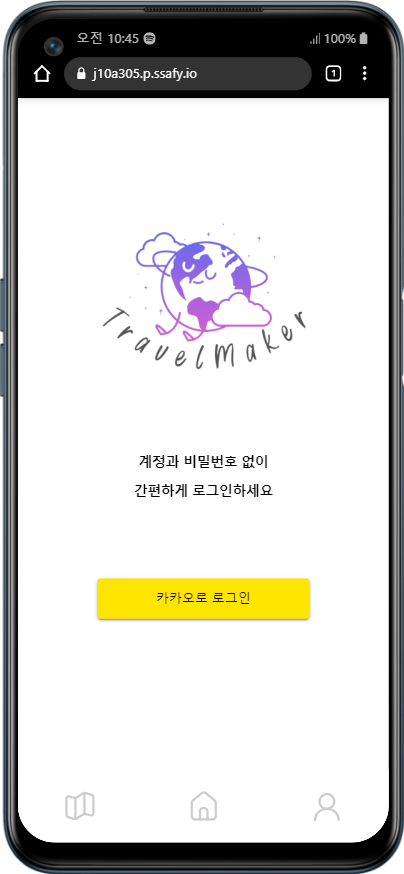 오전 10:45
100%
j10a305.p.ssafy.io
1
TravelMaker
계정과 비밀번호 없이
간편하게 로그인하세요
카카오로 로그인